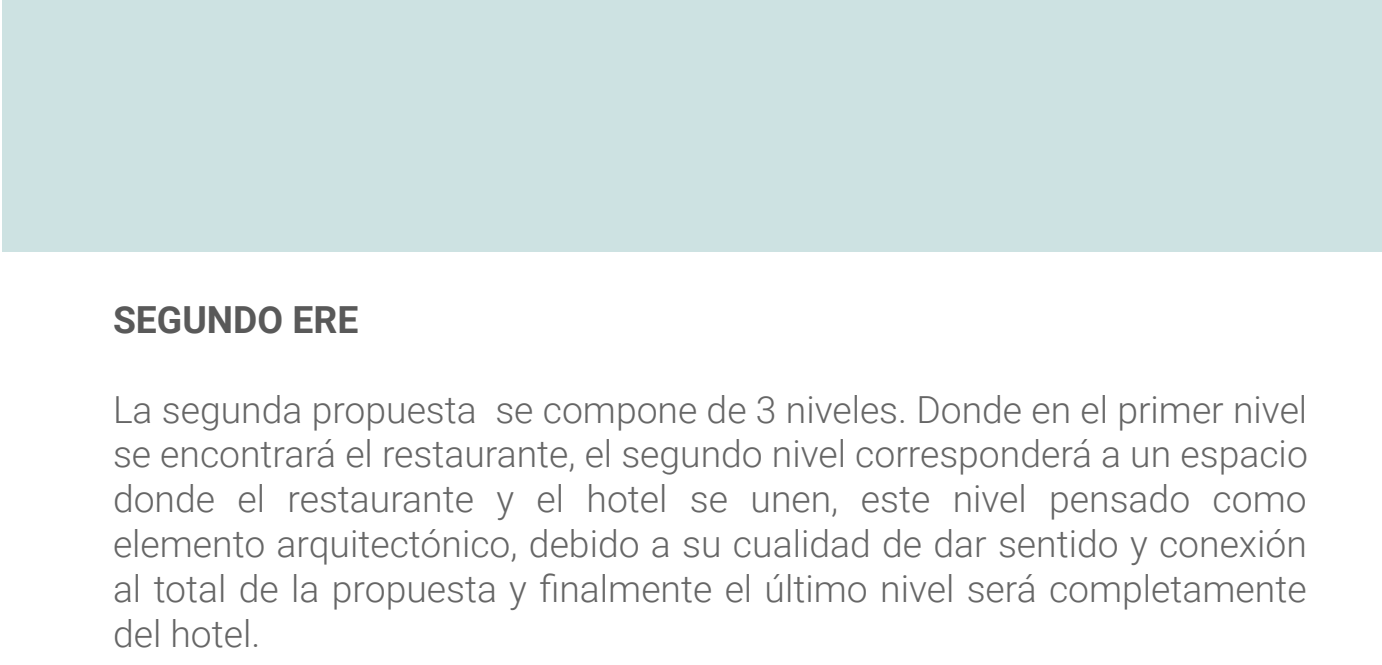 SEGUNDO ERE
La segunda propuesta  se compone de 3 niveles. Donde en el primer nivel
se encontrará el restaurante, el segundo nivel corresponderá a un espacio
donde el restaurante y el hotel se unen, este nivel pensado como
elemento arquitectónico, debido a su cualidad de dar sentido y conexión
al total de la propuesta y finalmente el último nivel será completamente
del hotel.